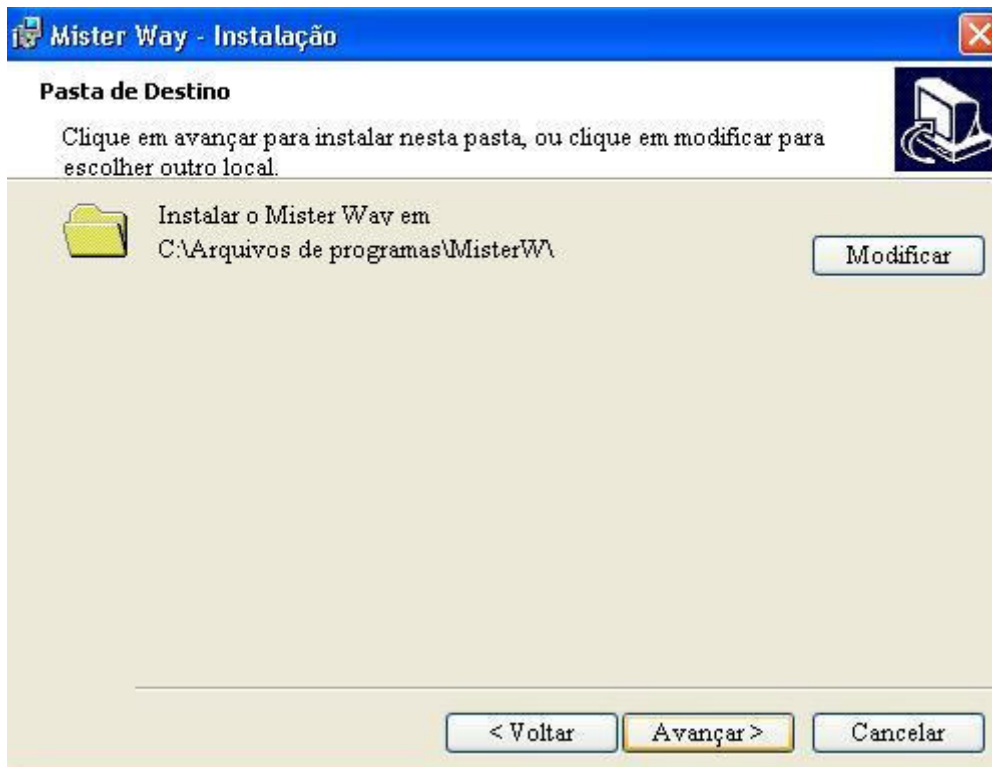 Mister Way - Instalação
Pasta de Destino
Clique em avançar para instalar nesta pasta, ou clique em modificar para
escolher outro local.
Instalar o Mister Way em
C:\Arquivos de programas\MisterW\
Modificar
< Voltar
Avançar >
Cancelar